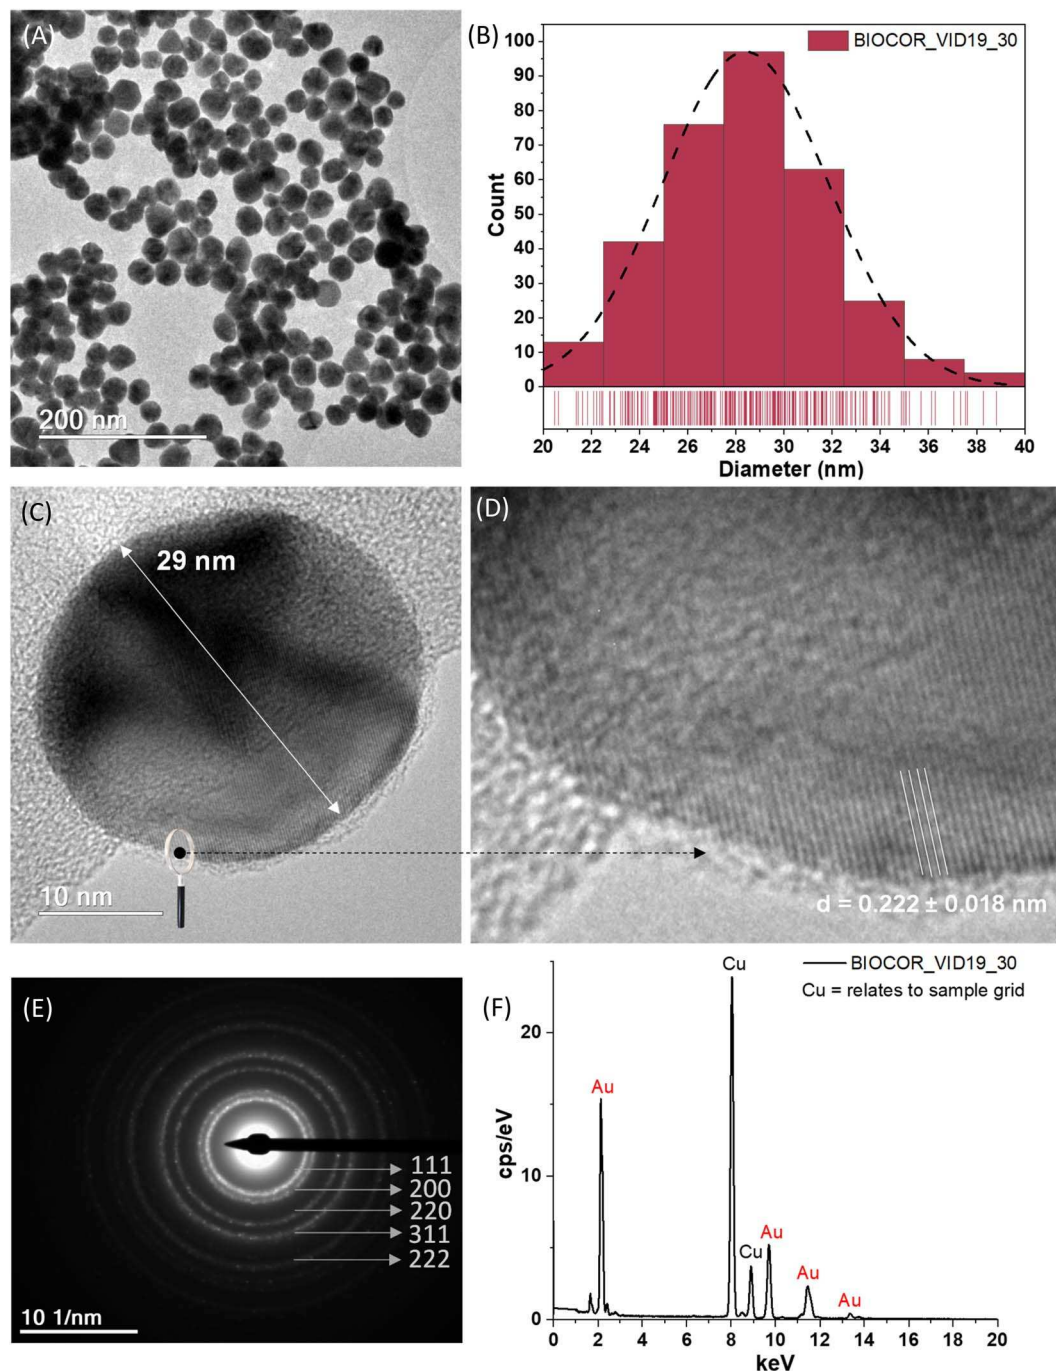 (A)
200 nm
(B)
BIOCOR_VID19_30
100
90
80
70
60
50
40
30
20
10
0
Count
20 22 24 26 28 30 32 34 36 38 40
Diameter (nm)
(C)
29 nm
10 nm
(D)
d = 0.222 ± 0.018 nm
(E)
111
200
220
311
222
10 1/nm
(F)
BIOCOR_VID19_30
Cu = relates to sample grid
Cu
Au
Cu
Au
Au
Au
20
10
0
cps/eV
0 2 4 6 8 10 12 14 16 18 20
keV